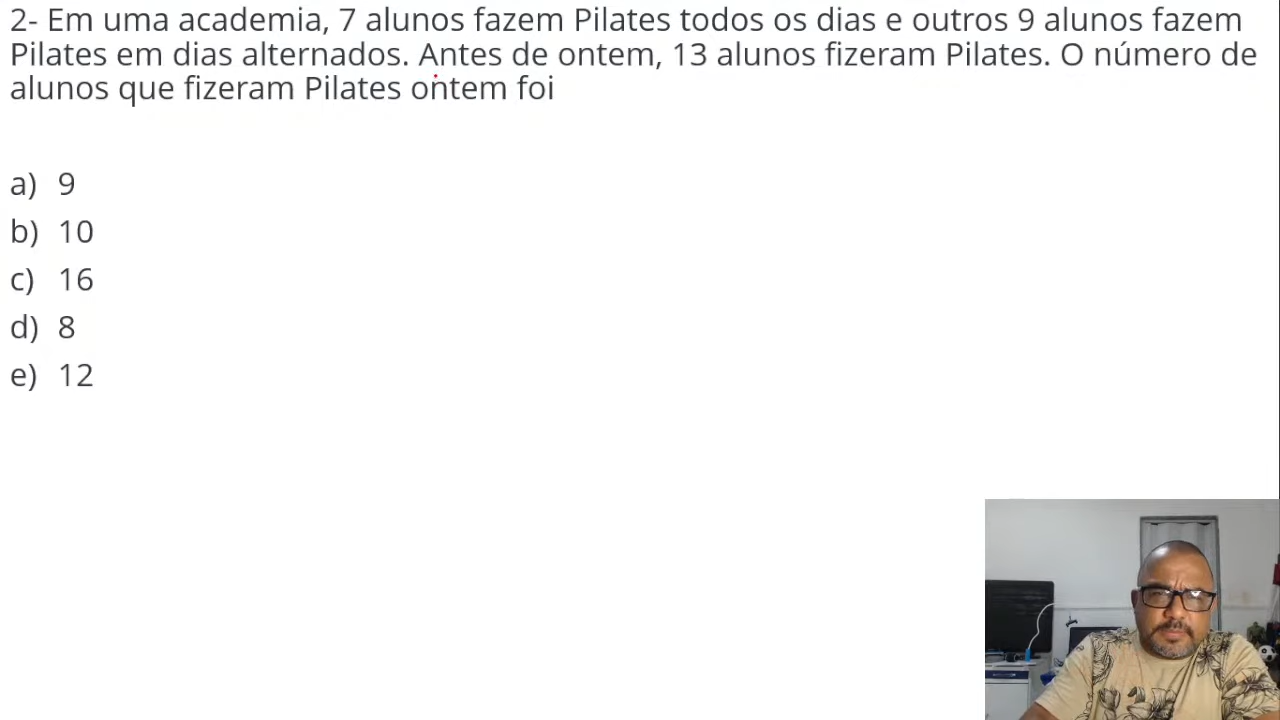 2- Em uma academia, 7 alunos fazem Pilates todos os dias e outros 9 alunos fazem
Pilates em dias alternados. Antes de ontem, 13 alunos fizeram Pilates. O número de
alunos que fizeram Pilates ontem foi
a) 9
b) 10
c) 16
d) 8
e) 12